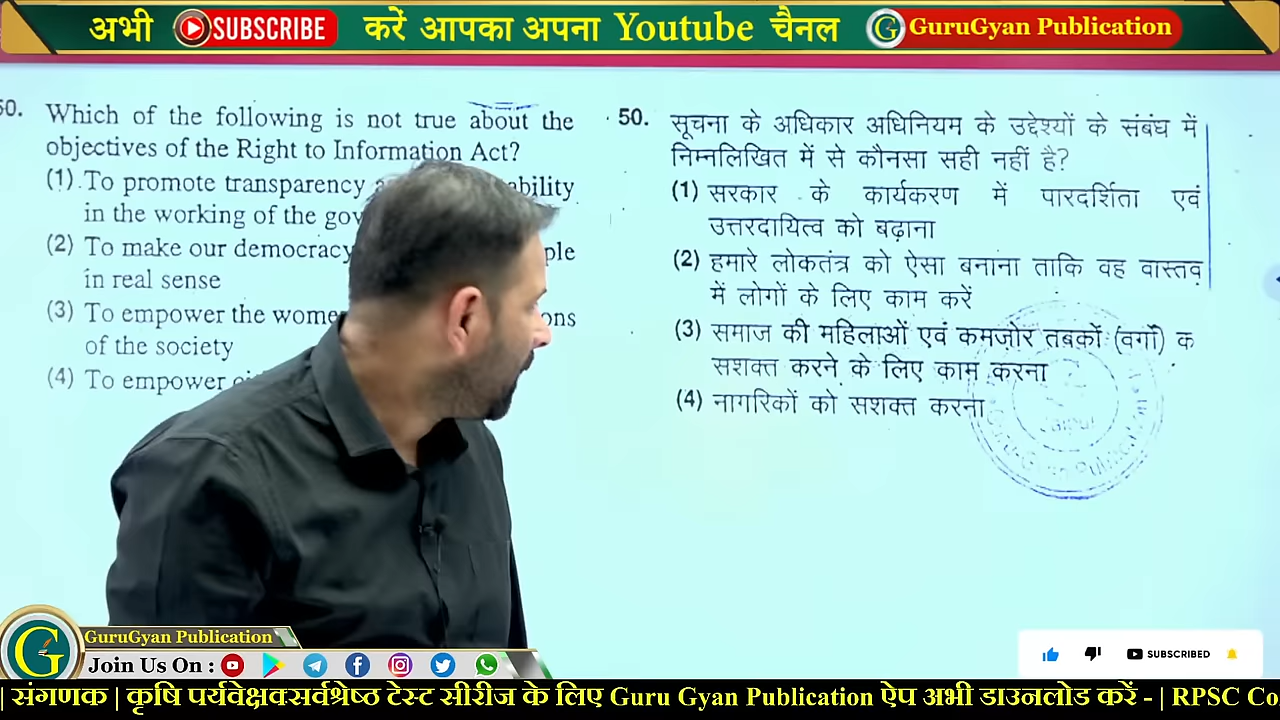 अभी SUBSCRIBE करें आपका अपना Youtube चैनल G GuruGyan Publication
50. Which of the following is not true about the
objectives of the Right to Information Act?
(1) To promote transparency
in the working of the
(2) To make our democracy
in real sense
(3) To empower the
of the society
(4) To empower
50. सूचना के अधिकार अधिनियम के उद्देश्यों के संबंध में
निम्नलिखित में से कौनसा सही नहीं है?
(1) सरकार के कार्यकरण में पारदर्शिता एवं
उत्तरदायित्व को बढ़ाना
(2) हमारे लोकतंत्र को ऐसा बनाना ताकि वह वास्तव
में लोगों के लिए काम करें
(3) समाज की महिलाओं एवं कमज़ोर तबक़ों (वर्गों) क
सशक्त करने के लिए काम करना
(4) नागरिकों को सशक्त करना
Jaipur
G
GuruGyan Publication
Join Us On :
SUBSCRIBED
| संगणक | कृषि पर्यवेक्षकसर्वश्रेष्ठ टेस्ट सीरीज के लिए Guru Gyan Publication ऐप अभी डाउनलोड करें - | RPSC Co